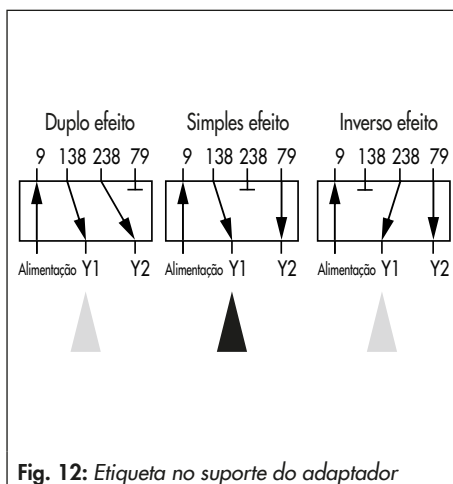 Duplo efeito Simples efeito Inverso efeito
9 138 238 79 9 138 238 79 9 138 238 79
Alimentação Y1 Y2 Alimentação Y1 Y2 Alimentação Y1 Y2
Fig. 12: Etiqueta no suporte do adaptador